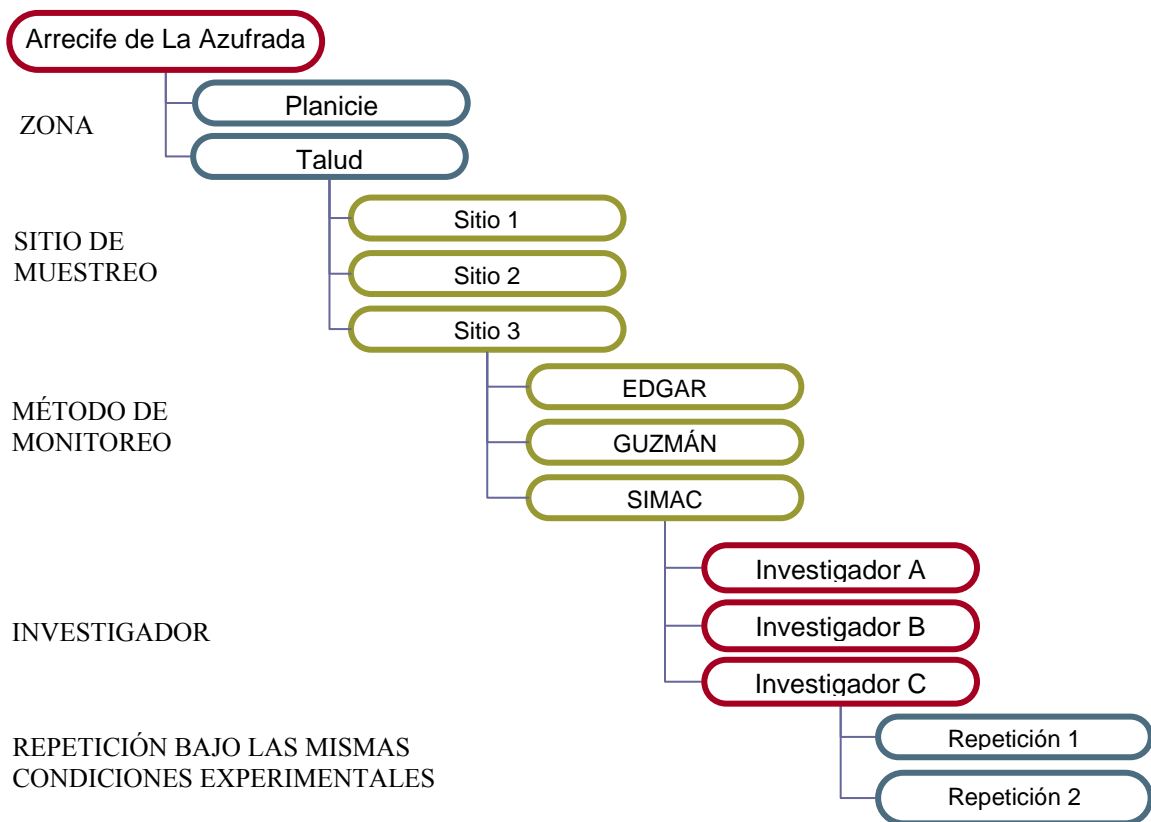 Arrecife de La Azufrada
ZONA
Planicie
Talud
SITIO DE
MUESTREO
Sitio 1
Sitio 2
Sitio 3
MÉTODO DE
MONITOREO
EDGAR
GUZMÁN
SIMAC
INVESTIGADOR
Investigador A
Investigador B
Investigador C
REPETICIÓN BAJO LAS MISMAS
CONDICIONES EXPERIMENTALES
Repetición 1
Repetición 2